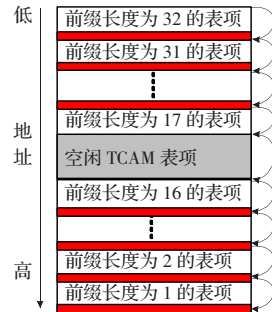 低
前缀长度为 32 的表项
前缀长度为 31 的表项
前缀长度为 17 的表项
地
址
空闲 TCAM 表项
前缀长度为 16 的表项
高
前缀长度为 2 的表项
前缀长度为 1 的表项